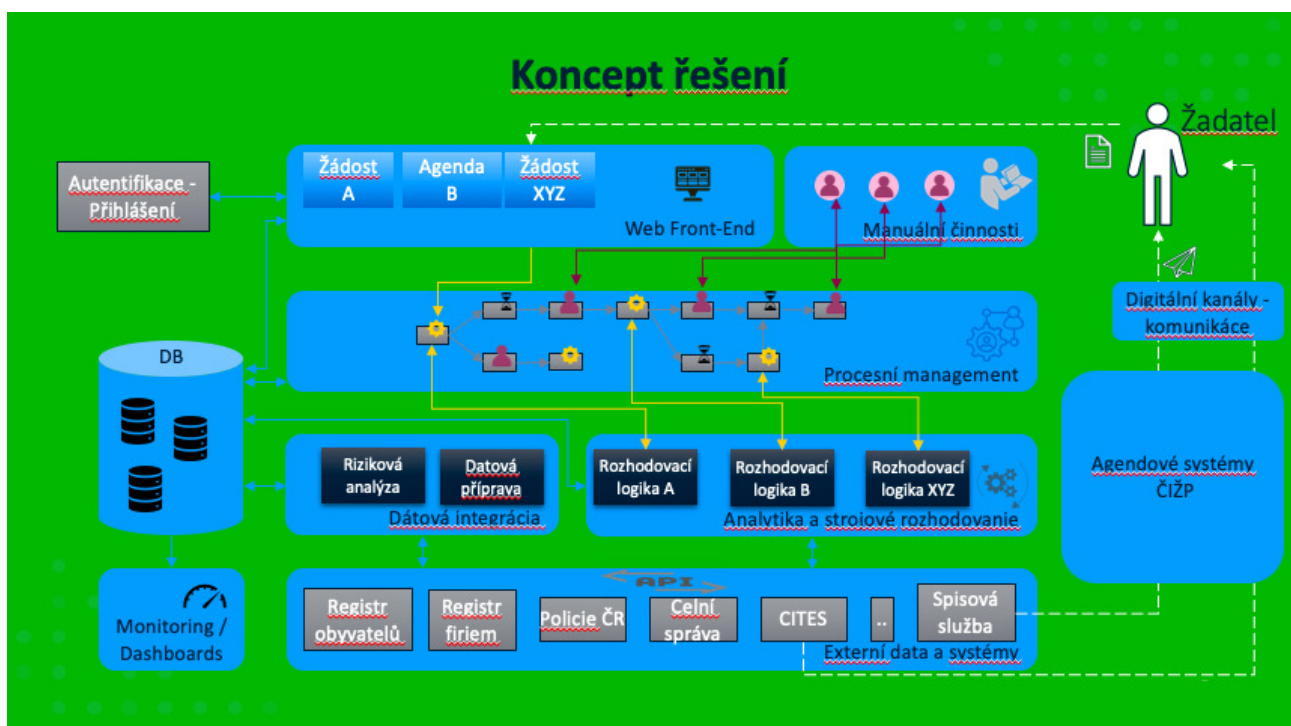 Koncept řešení
Žadatel
Autentifikace -
Přihlášení
Žádost
A
Agenda
B
Žádost
XYZ
Web Front-End
Manuální činnosti
Digitální kanály -
komunikáce
Procesní management
DB
Riziková
analýza
Datová
příprava
Dátová integrácia
Rozhodovací
logika A
Rozhodovací
logika B
Rozhodovací
logika XYZ
Analytika a strojové rozhodovanie
Agendové systémy
ČIŽP
Monitoring /
Dashboards
API
Registr
obyvatelů
Registr
firiem
Policie ČR
Celní
správa
CITES
..
Spisová
služba
Externí data a systémy